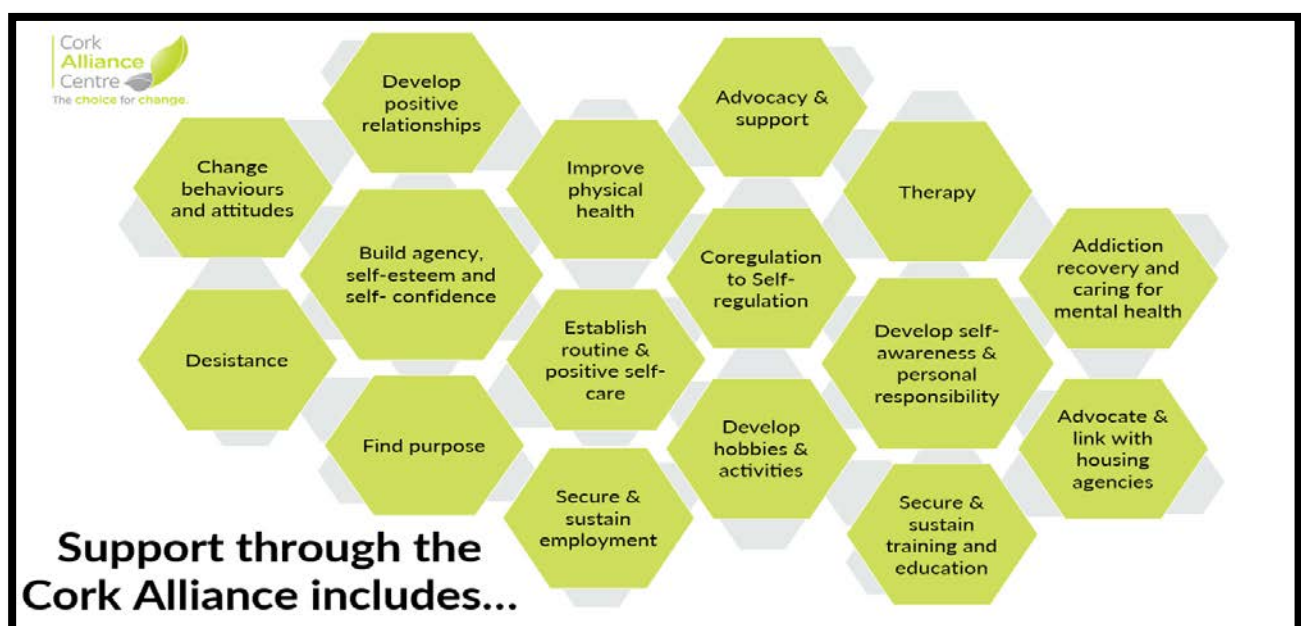 Cork
Alliance
Centre
The choice for change.
Develop
positive
relationships
Advocacy &
support
Change
behaviours
and attitudes
Improve
physical
health
Therapy
Build agency,
self-esteem and
self- confidence
Coregulation
to Self-
regulation
Addiction
recovery and
caring for
mental health
Desistance
Establish
routine &
positive self-
care
Develop self-
awareness &
personal
responsibility
Find purpose
Develop
hobbies &
activities
Advocate &
link with
housing
agencies
Secure &
sustain
employment
Secure &
sustain
training and
education
Support through the
Cork Alliance includes...